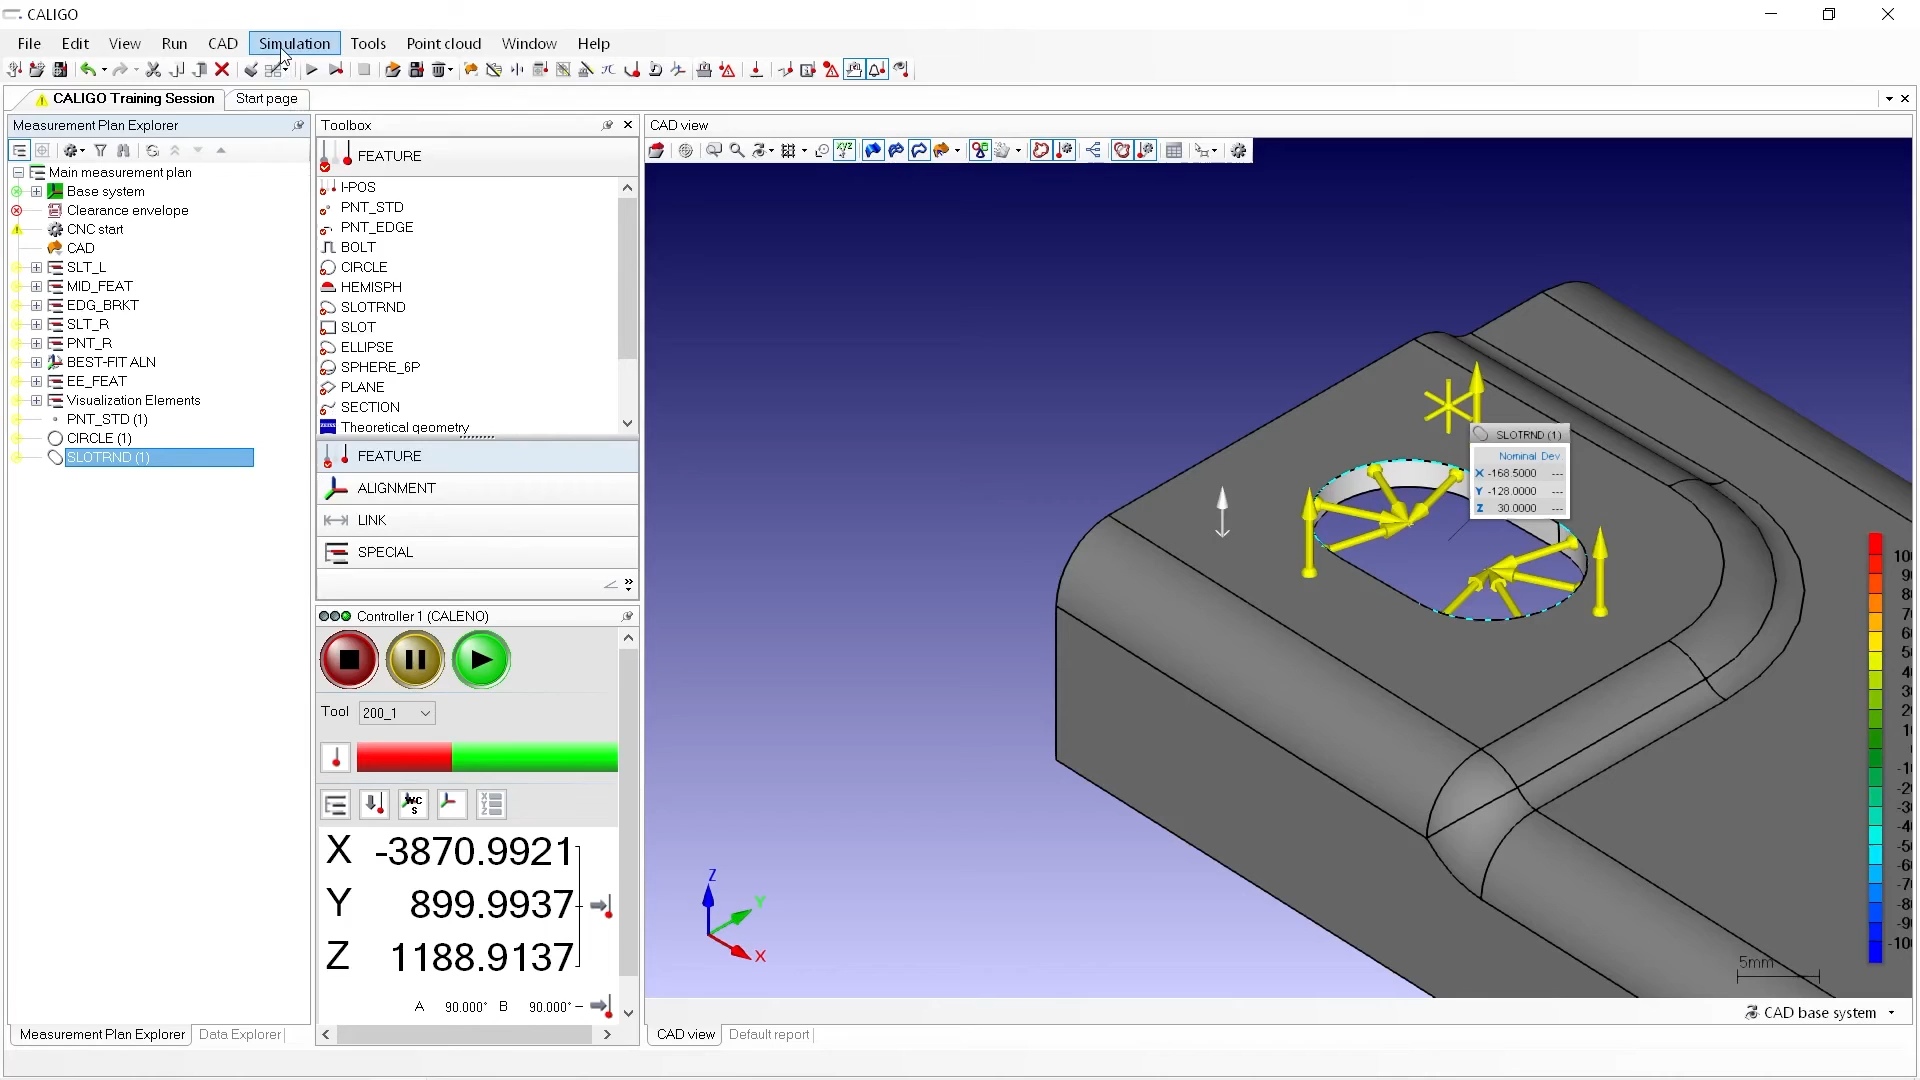 CALIGO
File Edit View Run CAD Simulation Tools Point cloud Window Help
CALIGO Training Session Start page
Measurement Plan Explorer
Main measurement plan
Base system
Clearance envelope
CNC start
CAD
SLT_L
MID_FEAT
EDG_BRKT
SLT_R
PNT_R
BEST-FIT ALN
EE_FEAT
Visualization Elements
PNT_STD (1)
CIRCLE (1)
SLOTRND (1)
Measurement Plan Explorer Data Explorer
Toolbox
FEATURE
I-POS
PNT_STD
PNT_EDGE
BOLT
CIRCLE
HEMISPH
SLOTRND
SLOT
ELLIPSE
SPHERE_6P
PLANE
SECTION
Theoretical geometry
FEATURE
ALIGNMENT
LINK
SPECIAL
Controller 1 (CALENO)
Tool 200_1
WC
S
X -3870.9921
Y 899.9937
Z 1188.9137
A 90.000° B 90.000°
CAD view
XYZ
SLOTRND (1)
Nominal Dev.
X -168.5000 ---
Y -128.0000 ---
Z 30.0000 ---
Z
Y
X
5mm
CAD base system
CAD view Default report